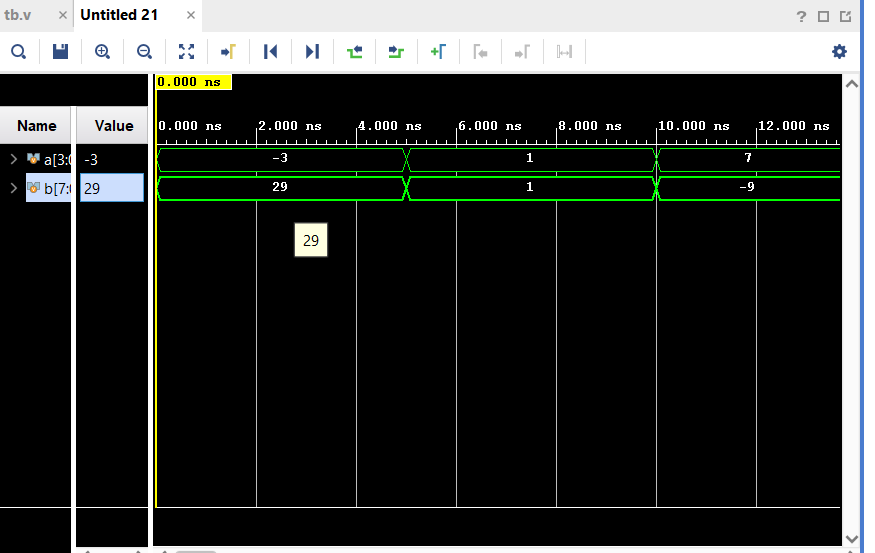 tb.v × Untitled 21 × ?
0.000 ns
Name Value
0.000 ns 2.000 ns 4.000 ns 6.000 ns 8.000 ns 10.000 ns 12.000 ns
a[3:0 -3 -3 1 7
b[7:0 29 29 1 -9
29